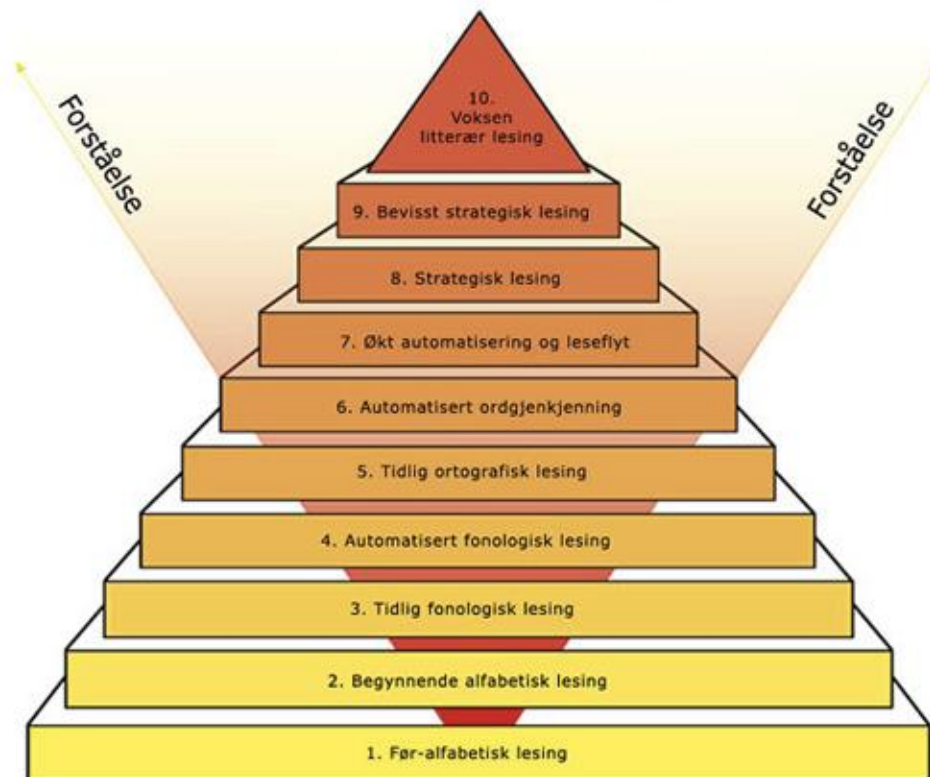 Forståelse
Forståelse
10.
Voksen
litterær lesing
9. Bevisst strategisk lesing
8. Strategisk lesing
7. Økt automatisering og leseflyt
6. Automatisert ordgjenkjenning
5. Tidlig ortografisk lesing
4. Automatisert fonologisk lesing
3. Tidlig fonologisk lesing
2. Begynnende alfabetisk lesing
1. Før-alfabetisk lesing